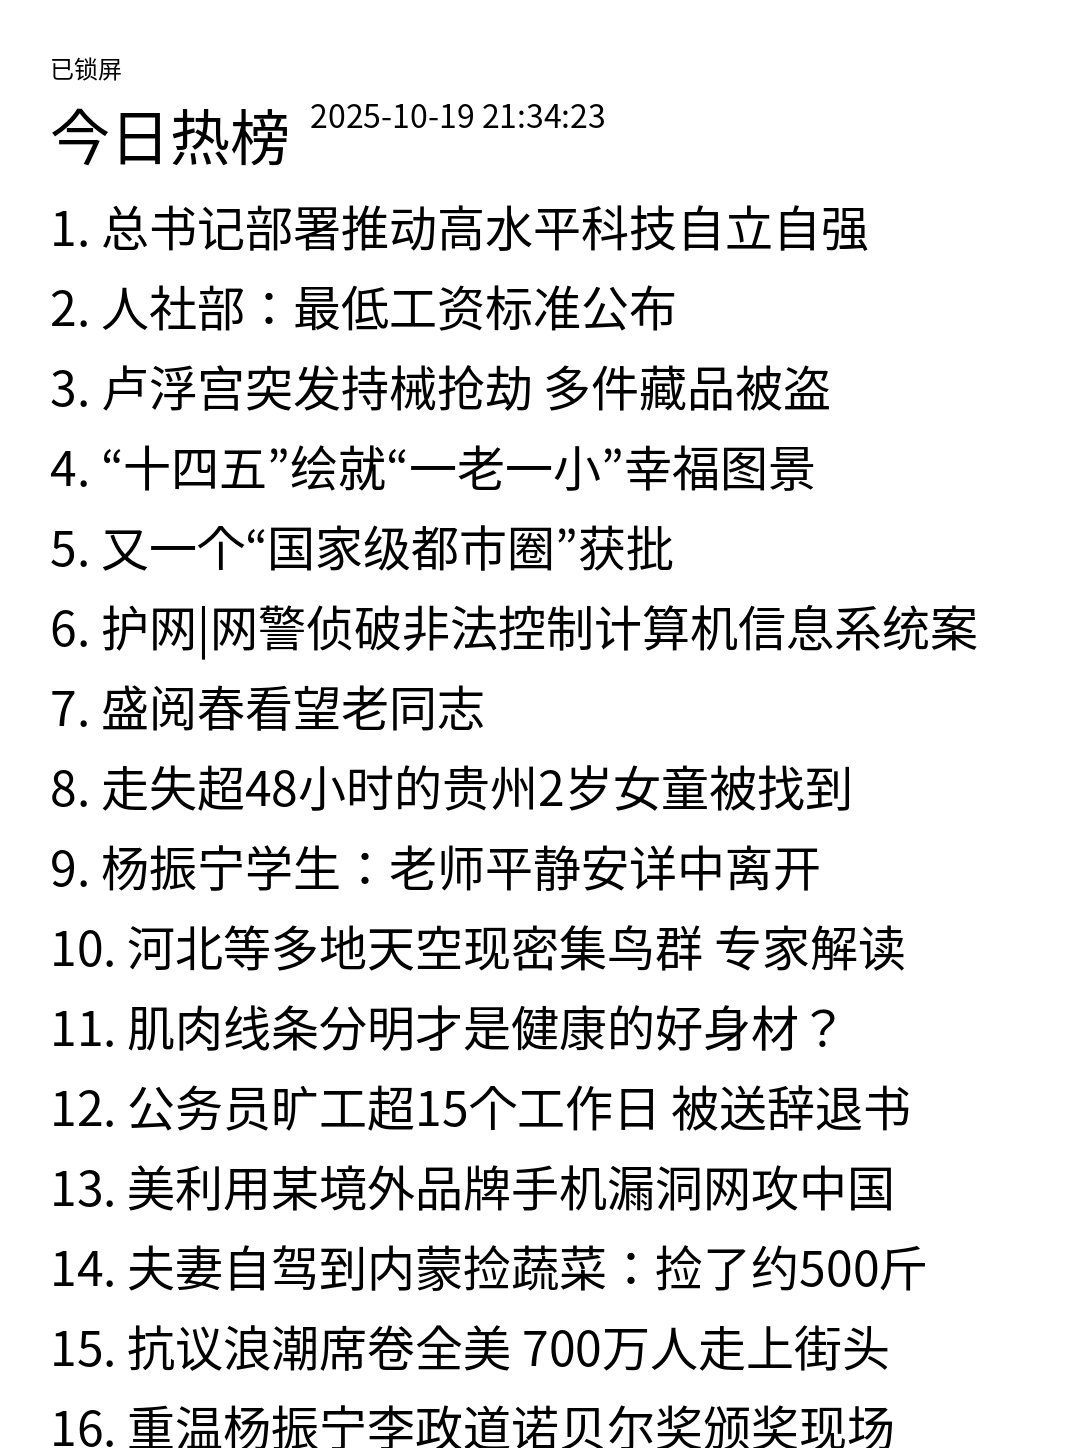 已锁屏
今日热榜 2025-10-19 21:34:23
1. 总书记部署推动高水平科技自立自强
2. 人社部：最低工资标准公布
3. 卢浮宫突发持械抢劫 多件藏品被盗
4. “十四五”绘就“一老一小”幸福图景
5. 又一个“国家级都市圈”获批
6. 护网|网警侦破非法控制计算机信息系统案
7. 盛阅春看望老同志
8. 走失超48小时的贵州2岁女童被找到
9. 杨振宁学生：老师平静安详中离开
10. 河北等多地天空现密集鸟群 专家解读
11. 肌肉线条分明才是健康的好身材？
12. 公务员旷工超15个工作日 被送辞退书
13. 美利用某境外品牌手机漏洞网攻中国
14. 夫妻自驾到内蒙捡蔬菜：捡了约500斤
15. 抗议浪潮席卷全美 700万人走上街头
16. 重温杨振宁李政道诺贝尔奖颁奖现场